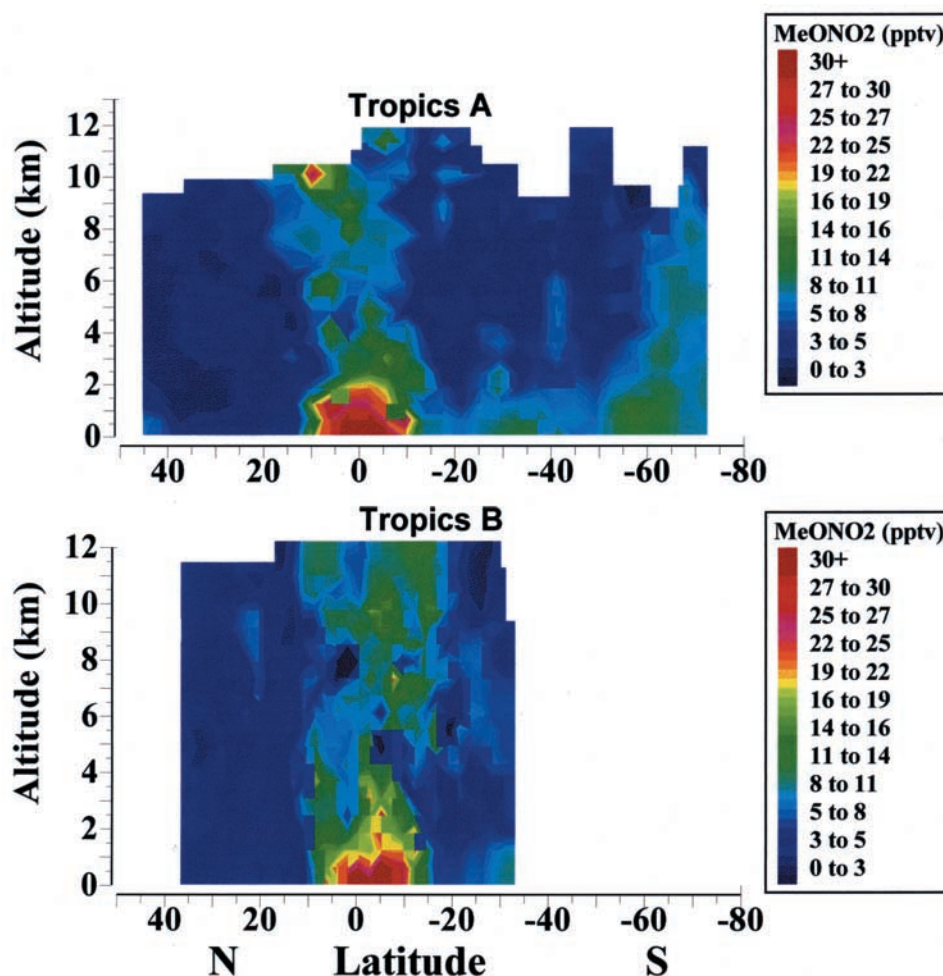 MeONO2 (pptv)
30+
27 to 30
25 to 27
22 to 25
19 to 22
16 to 19
14 to 16
11 to 14
8 to 11
5 to 8
3 to 5
0 to 3
Tropics A
Altitude (km)
12
10
8
6
4
2
0
40 20 0 -20 -40 -60 -80
Tropics B
MeONO2 (pptv)
30+
27 to 30
25 to 27
22 to 25
19 to 22
16 to 19
14 to 16
11 to 14
8 to 11
5 to 8
3 to 5
0 to 3
Altitude (km)
12
10
8
6
4
2
0
40 20 0 -20 -40 -60 -80
N Latitude S